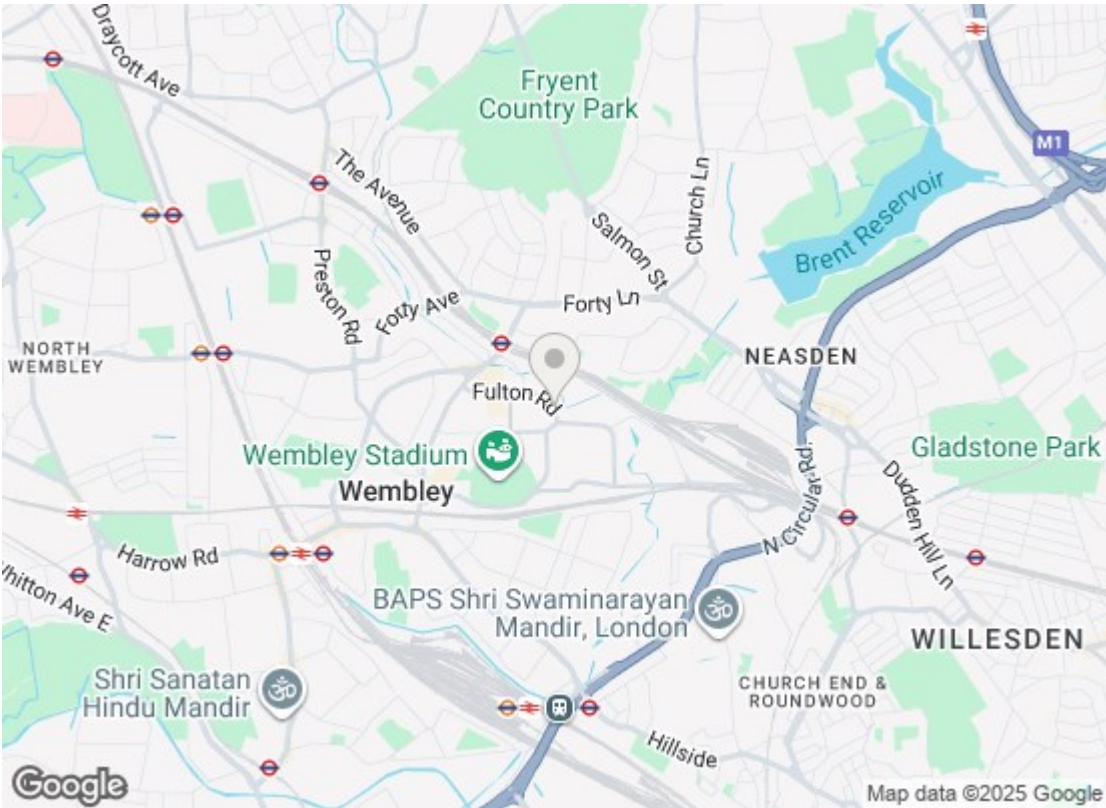 Draycott Ave
Fryent
Country Park
M1
The Avenue
Church Ln
Brent Reservoir
Salmon St
Preston Rd
Forty Ave
Forty Ln
NORTH
WEMBLEY
NEASDEN
Fulton Rd
Wembley Stadium
Wembley
Gladstone Park
Dudden Hill Ln
N Circular Rd
Harrow Rd
Whitton Ave E
BAPS Shri Swaminarayan
Mandir, London
WILLESDEN
Shri Sanatan
Hindu Mandir
CHURCH END &
ROUNDWOOD
Hillside
Google
Map data ©2025 Google